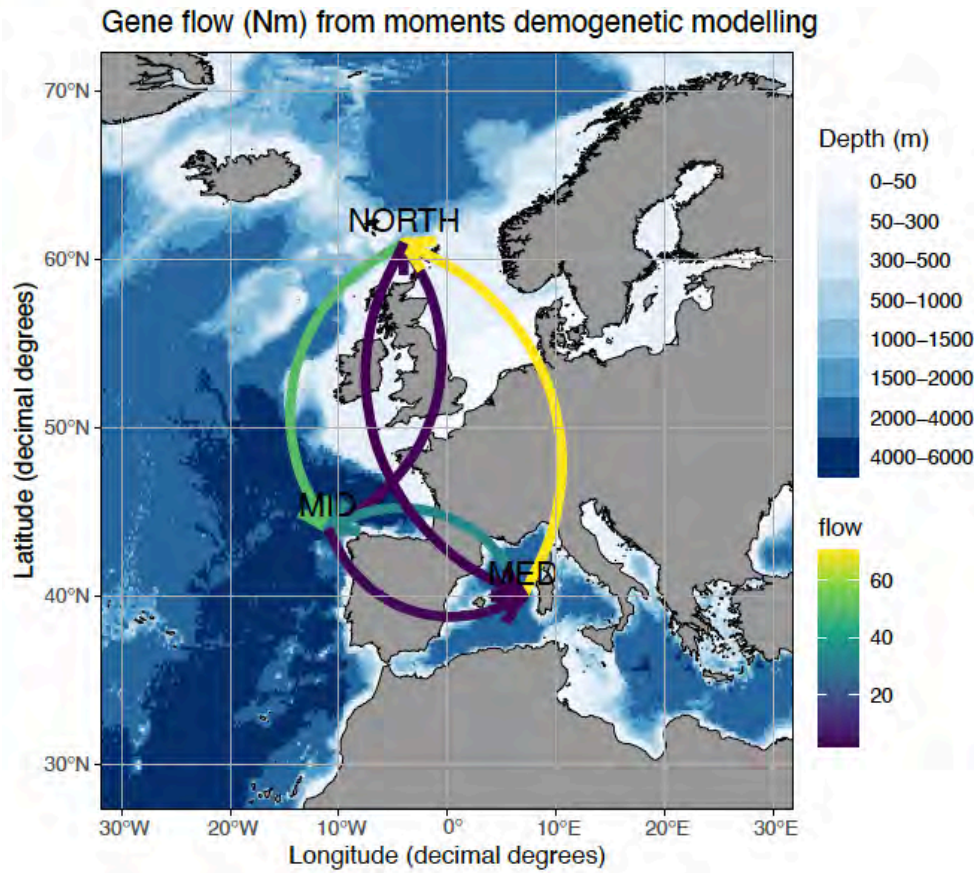 Gene flow (Nm) from moments demogenetic modelling
70°N
60°N
50°N
40°N
30°N
Latitude (decimal degrees)
NORTH
MID
MED
30°W
20°W
10°W
0°
10°E
20°E
30°E
Longitude (decimal degrees)
Depth (m)
0–50
50–300
300–500
500–1000
1000–1500
1500–2000
2000–4000
4000–6000
flow
60
40
20